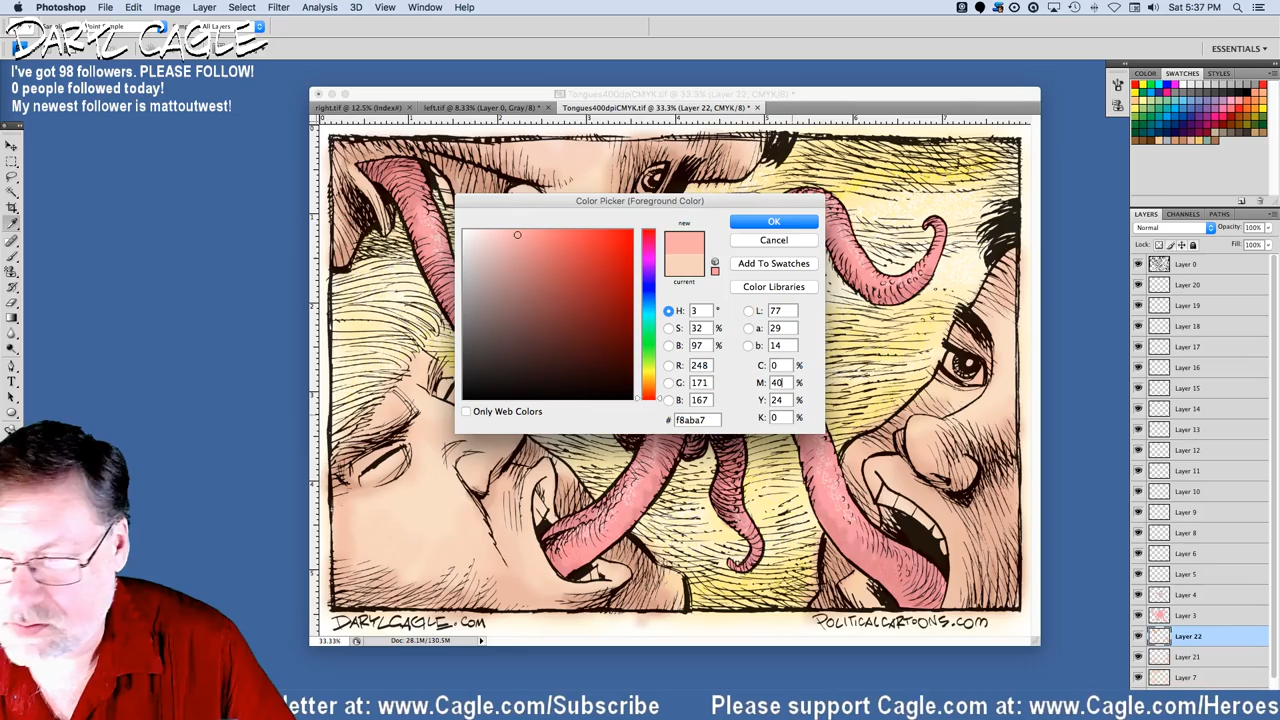 Photoshop File Edit Image Layer Select Filter Analysis 3D View Window Help
Sat 5:37 PM
Point Sample
All Layers
DARYL CAGLE
ESSENTIALS
I've got 98 followers. PLEASE FOLLOW!
0 people followed today!
My newest follower is mattoutwest!
COLOR SWATCHES STYLES
right.tif @ 12.5% (Index#) left.tif @ 8.33% (Layer 0, Gray/8) * Tongues400dpiCMYK.tif @ 33.3% (Layer 22, CMYK/8) *
Color Picker (Foreground Color)
new
current
OK
Cancel
Add To Swatches
Color Libraries
H: 3 ° L: 77
S: 32 % a: 29
B: 97 % b: 14
R: 248 C: 0 %
G: 171 M: 40 %
B: 167 Y: 24 %
# f8aba7 K: 0 %
Only Web Colors
LAYERS CHANNELS PATHS
Normal Opacity: 100%
Lock: Fill: 100%
Layer 0
Layer 20
Layer 19
Layer 18
Layer 17
Layer 16
Layer 15
Layer 14
Layer 13
Layer 12
Layer 11
Layer 10
Layer 9
Layer 8
Layer 6
Layer 5
Layer 4
Layer 3
Layer 22
Layer 21
Layer 7
DARYLCAGLE.COM POLITICALCARTOONS.COM
33.33% Doc: 28.1M/130.5M
letter at: www.Cagle.com/Subscribe Please support Cagle.com at: www.Cagle.com/Heroes